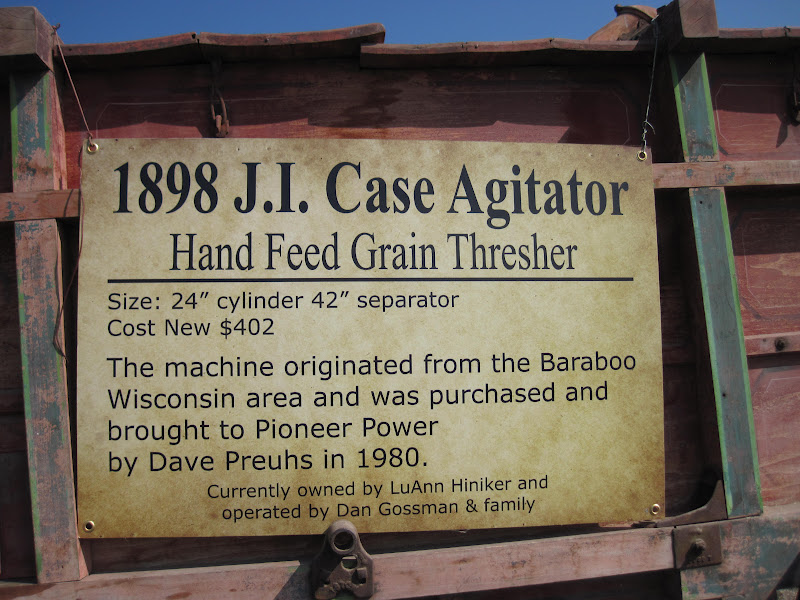 1898 J.I. Case Agitator
Hand Feed Grain Thresher
Size: 24” cylinder 42” separator
Cost New $402
The machine originated from the Baraboo
Wisconsin area and was purchased and
brought to Pioneer Power
by Dave Preuhs in 1980.
Currently owned by LuAnn Hiniker and
operated by Dan Gossman & family